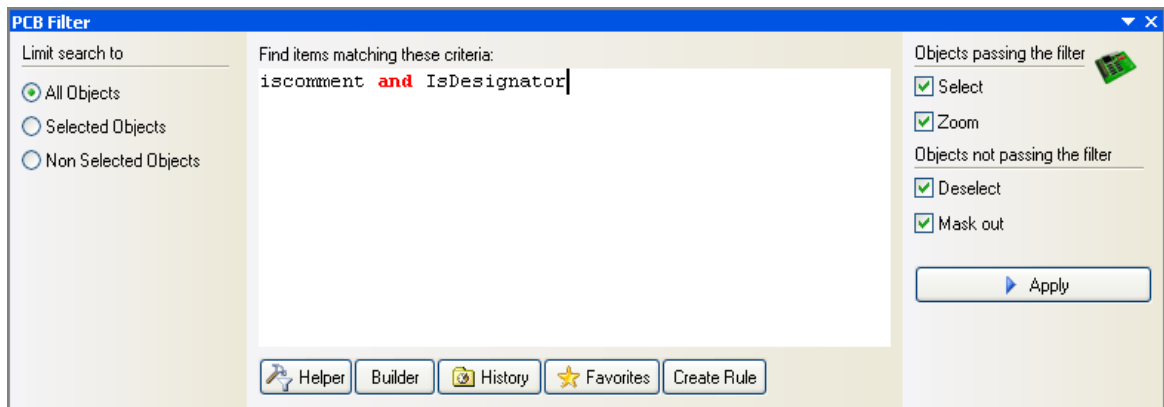 PCB Filter
Limit search to
All Objects
Selected Objects
Non Selected Objects
Find items matching these criteria:
iscomment and IsDesignator
Helper
Builder
History
Favorites
Create Rule
Objects passing the filter
Select
Zoom
Objects not passing the filter
Deselect
Mask out
Apply